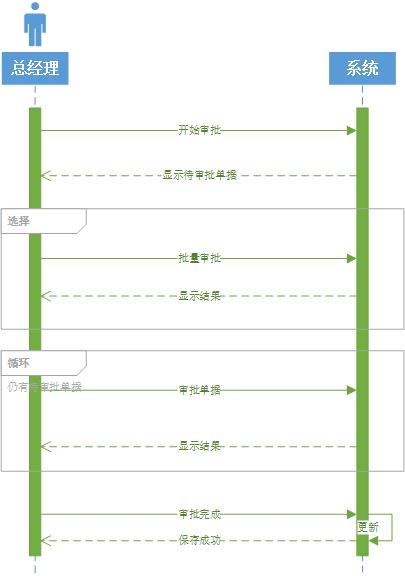 总经理
系统
开始审批
显示待审批单据
选择
批量审批
显示结果
循环
仍有待审批单据
审批单据
显示结果
审批完成
更新
保存成功